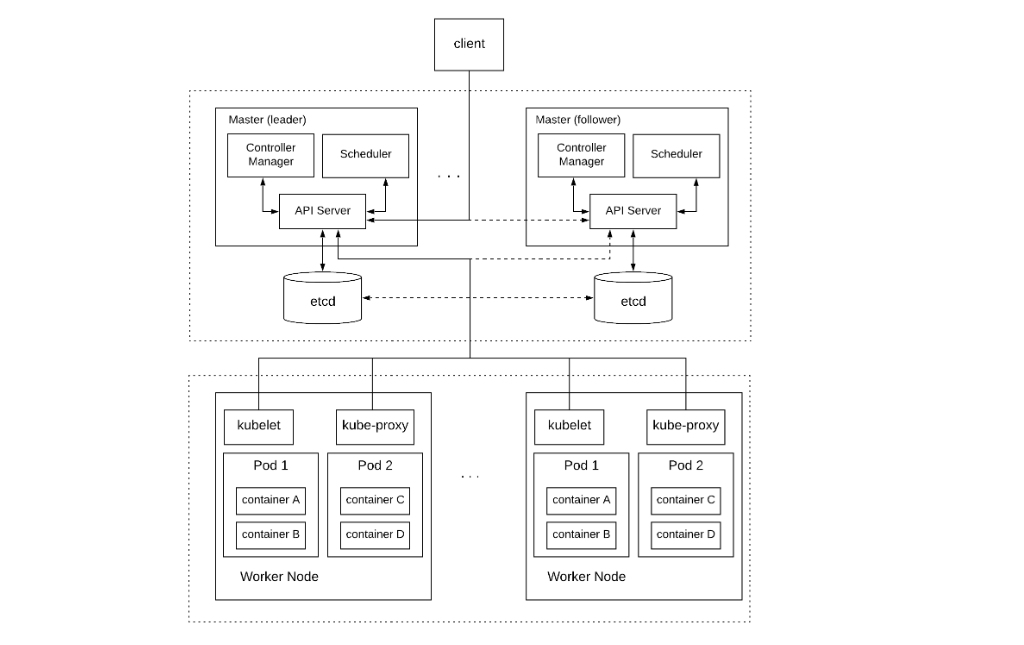 client
Master (leader)
Controller
Manager
Scheduler
API Server
etcd
. . .
Master (follower)
Controller
Manager
Scheduler
API Server
etcd
kubelet
kube-proxy
Pod 1
container A
container B
Pod 2
container C
container D
Worker Node
. . .
kubelet
kube-proxy
Pod 1
container A
container B
Pod 2
container C
container D
Worker Node